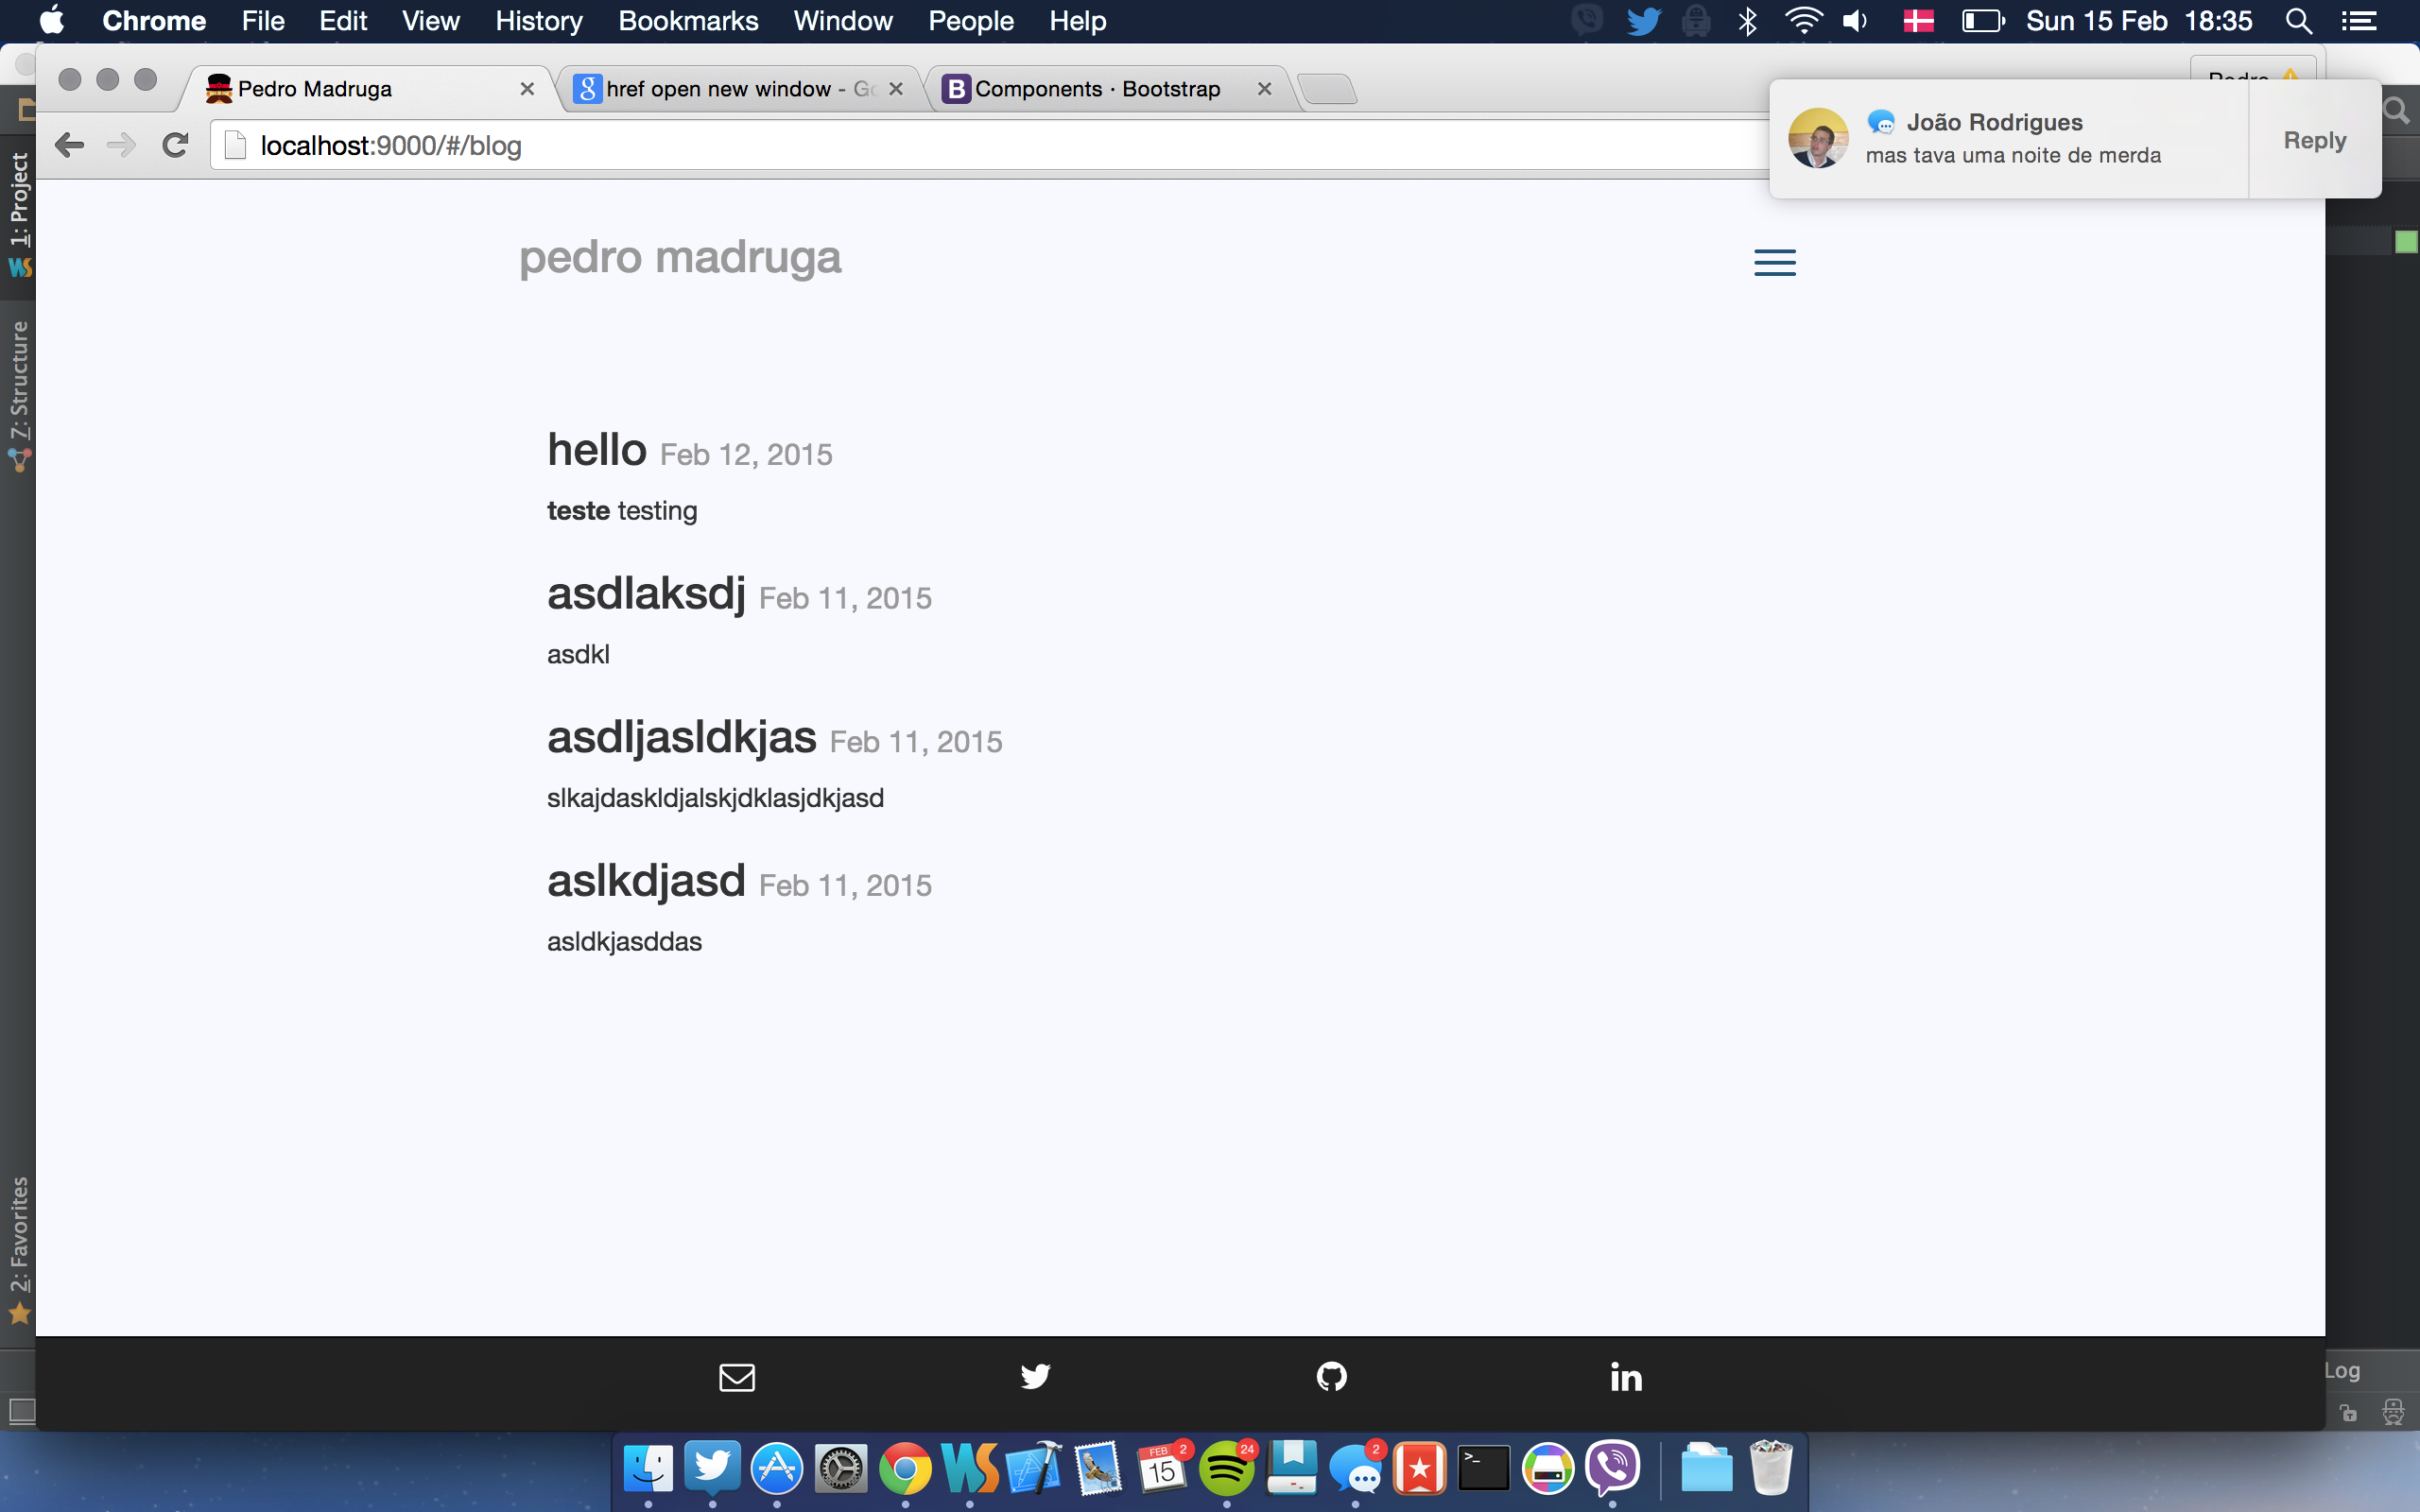 Chrome File Edit View History Bookmarks Window People Help Sun 15 Feb 18:35
Pedro Madruga
href open new window - Go
Components · Bootstrap
localhost:9000/#/blog
João Rodrigues
mas tava uma noite de merda
Reply
1: Project
7: Structure
2: Favorites
pedro madruga
hello Feb 12, 2015
teste testing
asdlaksdj Feb 11, 2015
asdkl
asdljasldkjas Feb 11, 2015
slkajdaskldjalskjdklasjdkjasd
aslkdjasd Feb 11, 2015
asldkjasddas
Log
FEB
15
2
24
2